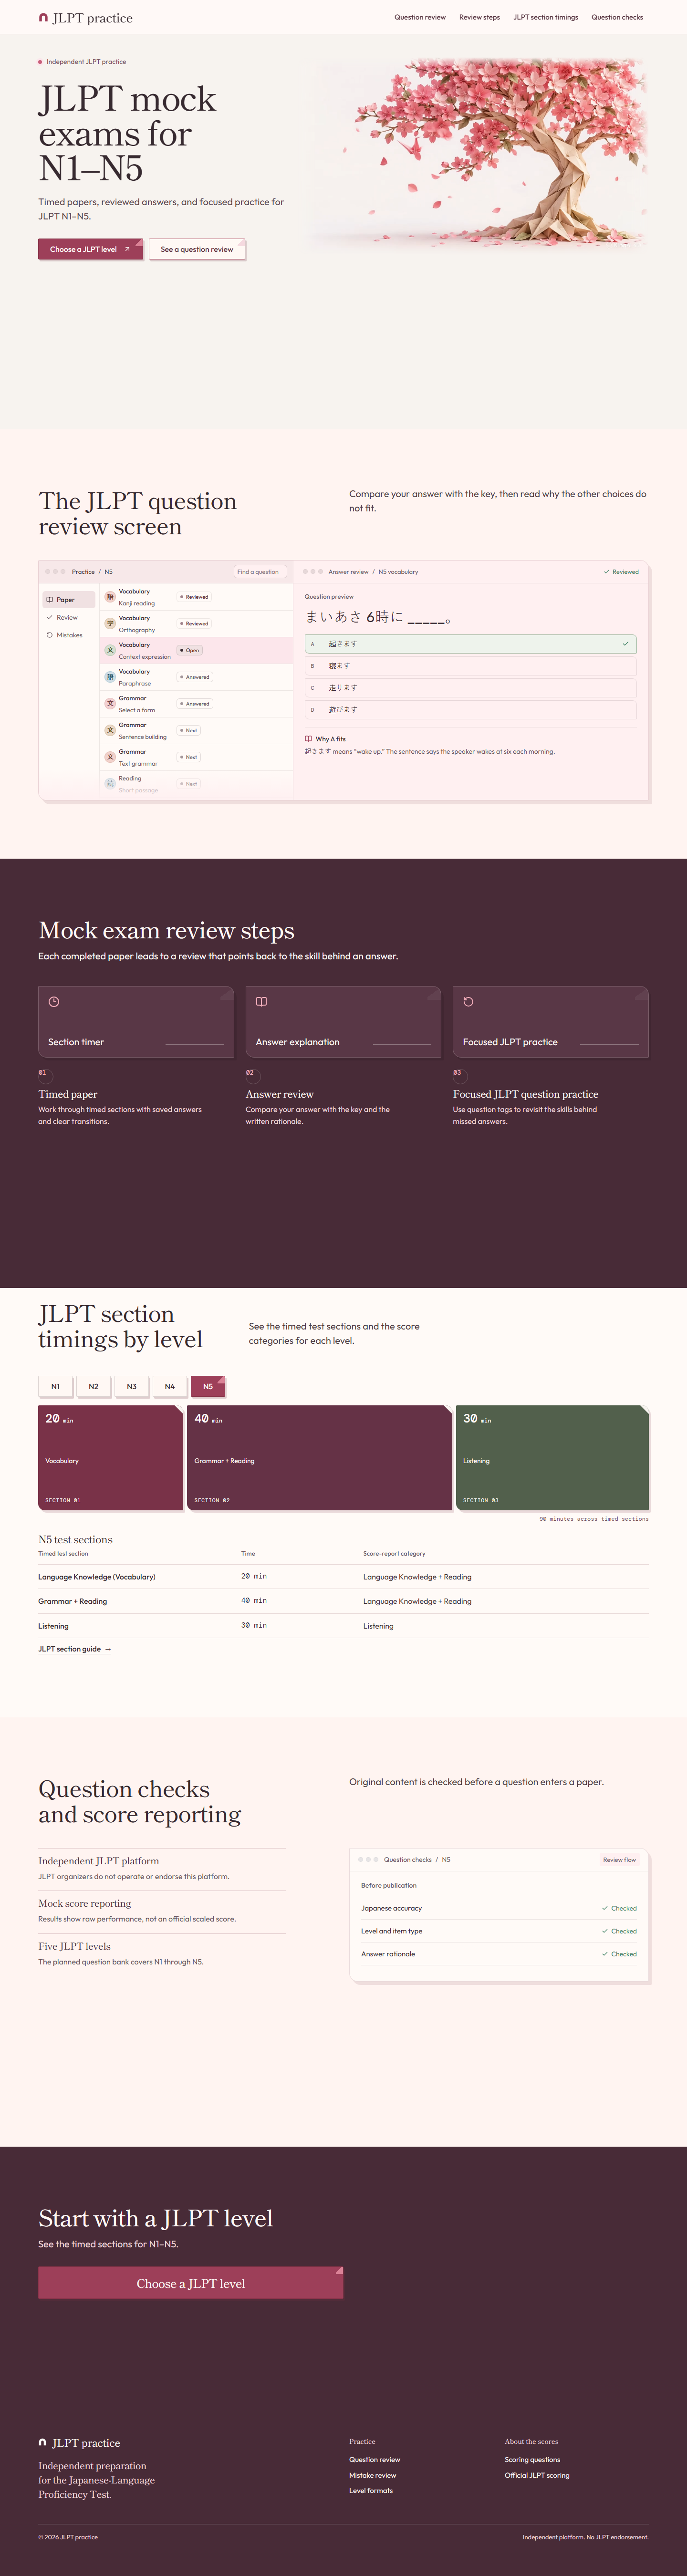 JLPT practice
Question review
Review steps
JLPT section timings
Question checks
Independent JLPT practice
JLPT mock
exams for
N1–N5
Timed papers, reviewed answers, and focused practice for
JLPT N1–N5.
Choose a JLPT level
See a question review
The JLPT question
review screen
Compare your answer with the key, then read why the other choices do
not fit.
Practice / N5
Find a question
Paper
Review
Mistakes
語
Vocabulary
Kanji reading
Reviewed
字
Vocabulary
Orthography
Reviewed
文
Vocabulary
Context expression
Open
語
Vocabulary
Paraphrase
Answered
文
Grammar
Select a form
Answered
文
Grammar
Sentence building
Next
文
Grammar
Text grammar
Next
読
Reading
Short passage
Next
Answer review / N5 vocabulary
Reviewed
Question preview
まいあさ 6時に _____。
A 起きます
B 寝ます
C 走ります
D 遊びます
Why A fits
起きます means “wake up.” The sentence says the speaker wakes at six each morning.
Mock exam review steps
Each completed paper leads to a review that points back to the skill behind an answer.
Section timer
Answer explanation
Focused JLPT practice
01
Timed paper
Work through timed sections with saved answers
and clear transitions.
02
Answer review
Compare your answer with the key and the
written rationale.
03
Focused JLPT question practice
Use question tags to revisit the skills behind
missed answers.
JLPT section
timings by level
See the timed test sections and the score
categories for each level.
N1
N2
N3
N4
N5
20 min
Vocabulary
SECTION 01
40 min
Grammar + Reading
SECTION 02
30 min
Listening
SECTION 03
90 minutes across timed sections
N5 test sections
Timed test section Time Score-report category
Language Knowledge (Vocabulary) 20 min Language Knowledge + Reading
Grammar + Reading 40 min Language Knowledge + Reading
Listening 30 min Listening
JLPT section guide →
Question checks
and score reporting
Original content is checked before a question enters a paper.
Independent JLPT platform
JLPT organizers do not operate or endorse this platform.
Mock score reporting
Results show raw performance, not an official scaled score.
Five JLPT levels
The planned question bank covers N1 through N5.
Question checks / N5
Review flow
Before publication
Japanese accuracy Checked
Level and item type Checked
Answer rationale Checked
Start with a JLPT level
See the timed sections for N1–N5.
Choose a JLPT level
JLPT practice
Independent preparation
for the Japanese-Language
Proficiency Test.
Practice
Question review
Mistake review
Level formats
About the scores
Scoring questions
Official JLPT scoring
© 2026 JLPT practice
Independent platform. No JLPT endorsement.